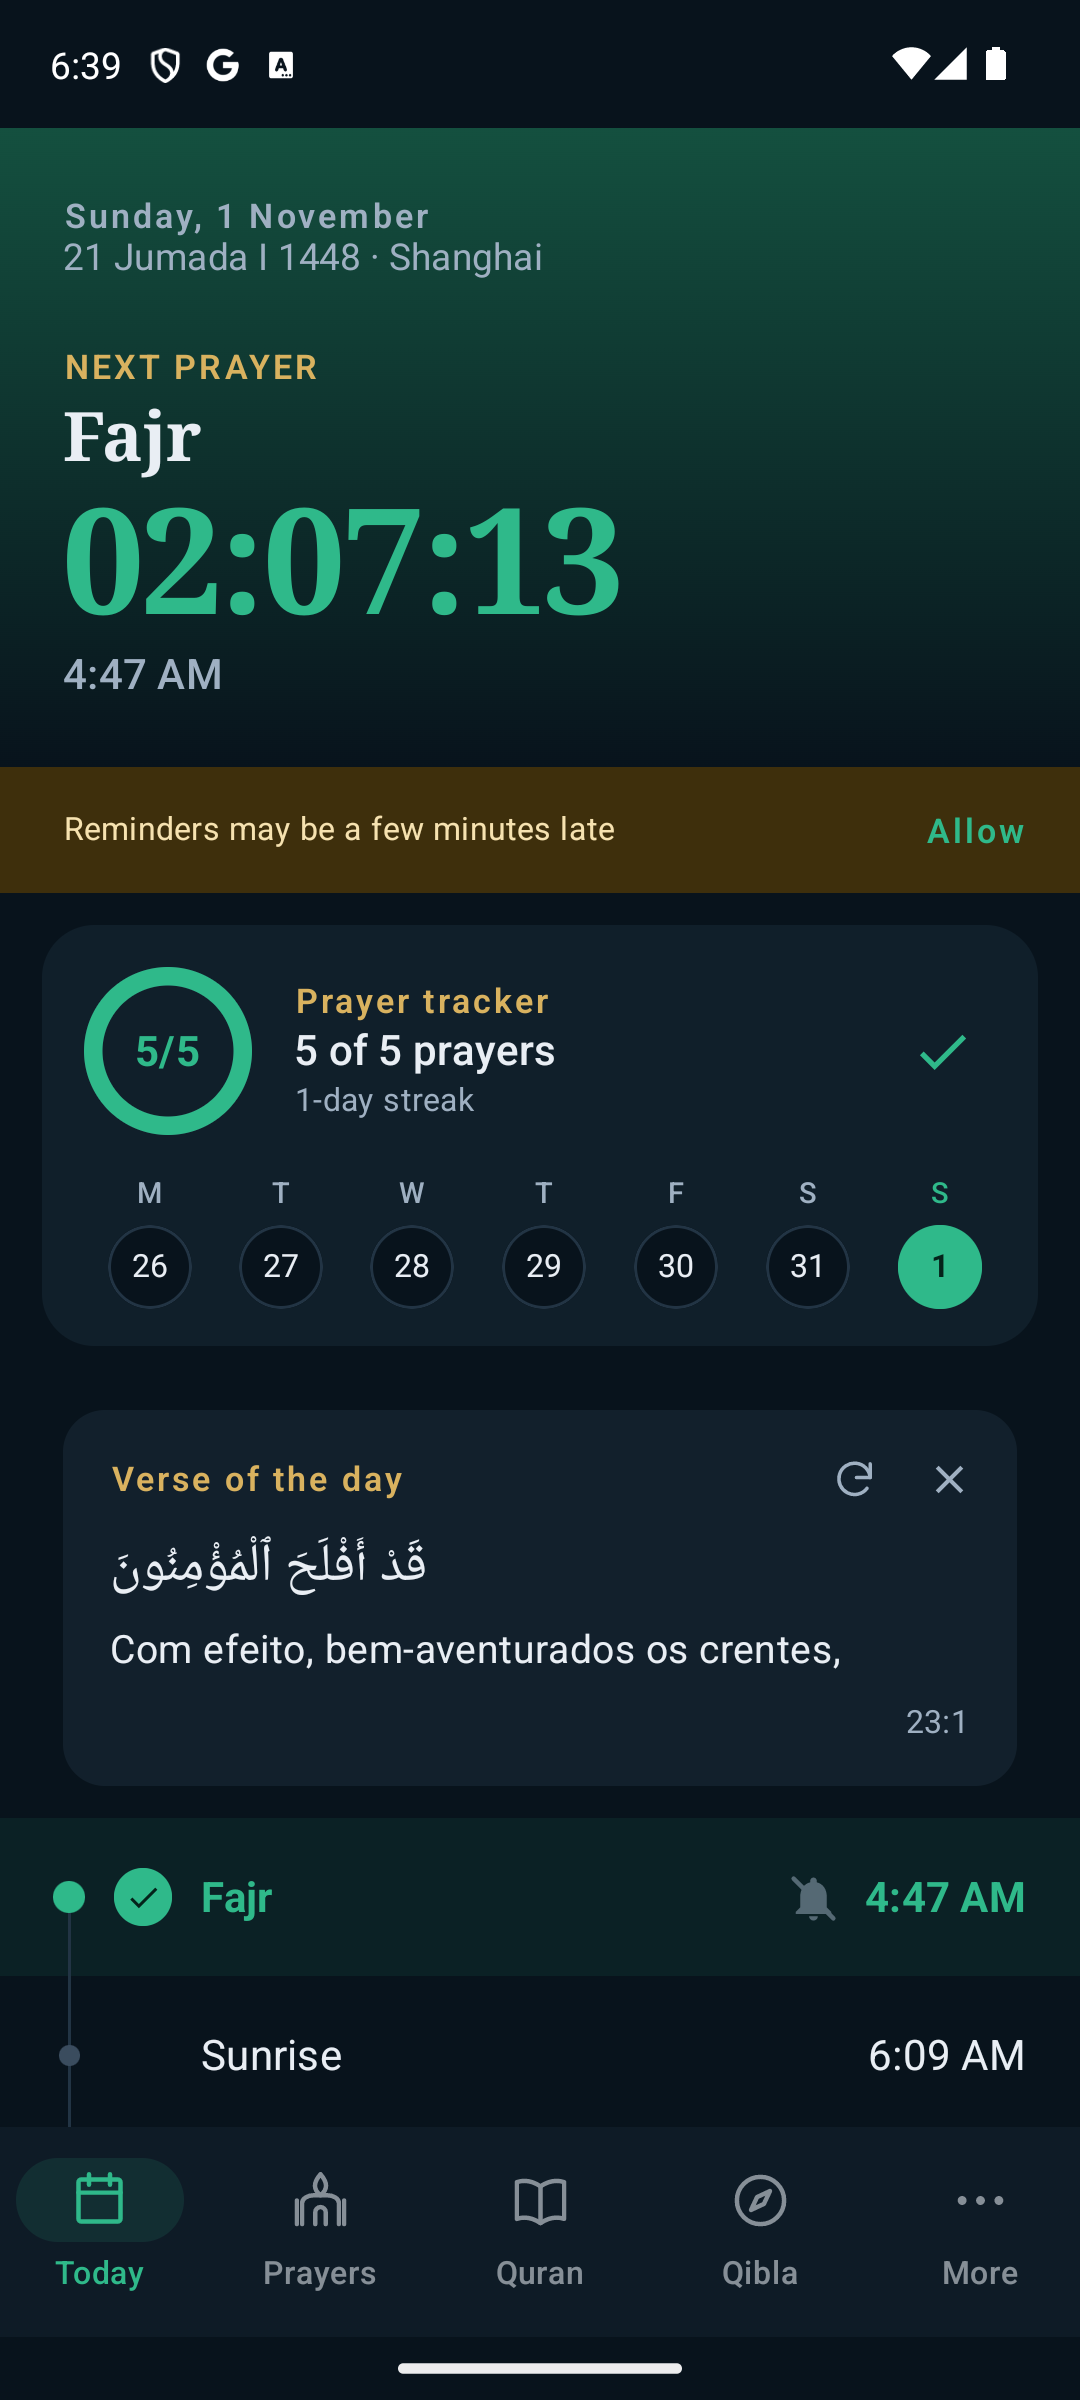 6:39
Sunday, 1 November
21 Jumada I 1448 · Shanghai
NEXT PRAYER
Fajr
02:07:13
4:47 AM
Reminders may be a few minutes late
Allow
5/5
Prayer tracker
5 of 5 prayers
1-day streak
M T W T F S S
26 27 28 29 30 31 1
Verse of the day
قَدْ أَفْلَحَ ٱلْمُؤْمِنُونَ
Com efeito, bem-aventurados os crentes,
23:1
Fajr 4:47 AM
Sunrise 6:09 AM
Today Prayers Quran Qibla More